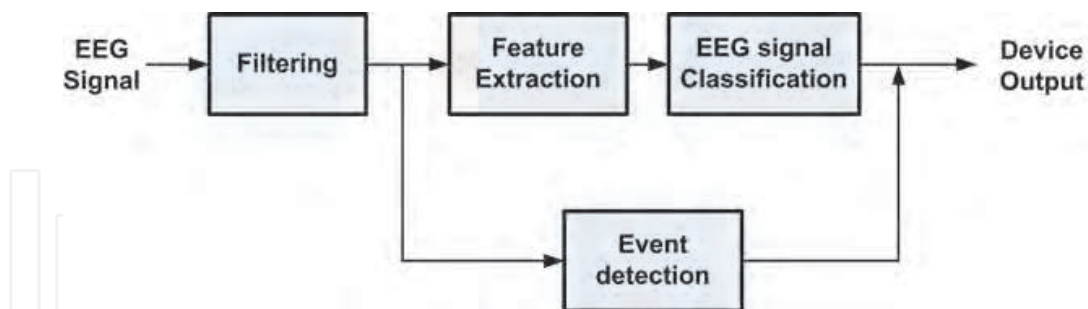 EEG
Signal
Filtering
Feature
Extraction
EEG signal
Classification
Device
Output
Event
detection